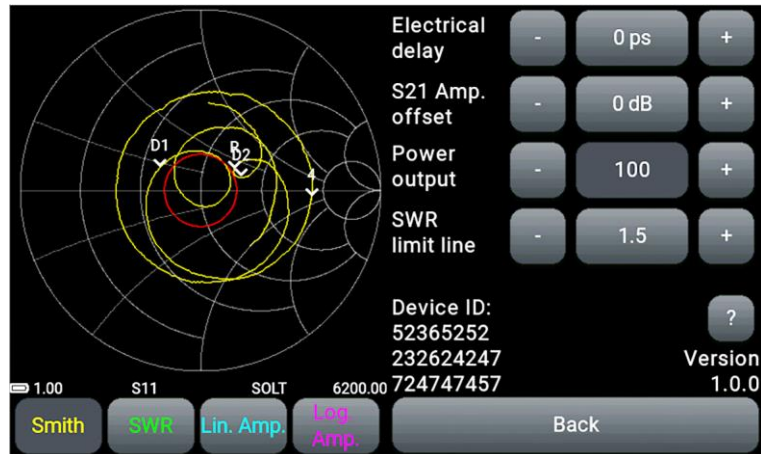 Electrical
delay
- 0 ps +
S21 Amp.
offset
- 0 dB +
Power
output
- 100 +
SWR
limit line
- 1.5 +
D1
R
D2
4
Device ID:
52365252
232624247
724747457
?
Version
1.0.0
1.00 S11 SOLT 6200.00
Smith SWR Lin. Amp. Log.
Amp.
Back